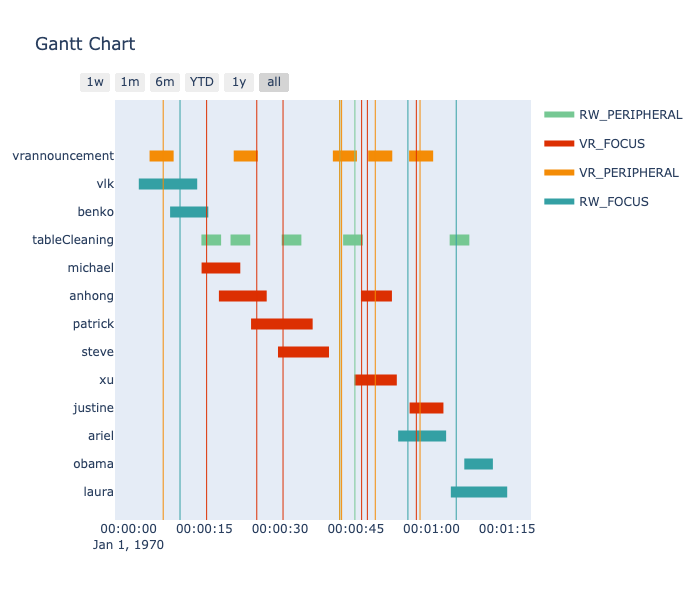 Gantt Chart
1w 1m 6m YTD 1y all
RW_PERIPHERAL
VR_FOCUS
VR_PERIPHERAL
RW_FOCUS
vrannouncement
vlk
benko
tableCleaning
michael
anhong
patrick
steve
xu
justine
ariel
obama
laura
00:00:00 00:00:15 00:00:30 00:00:45 00:01:00 00:01:15
Jan 1, 1970